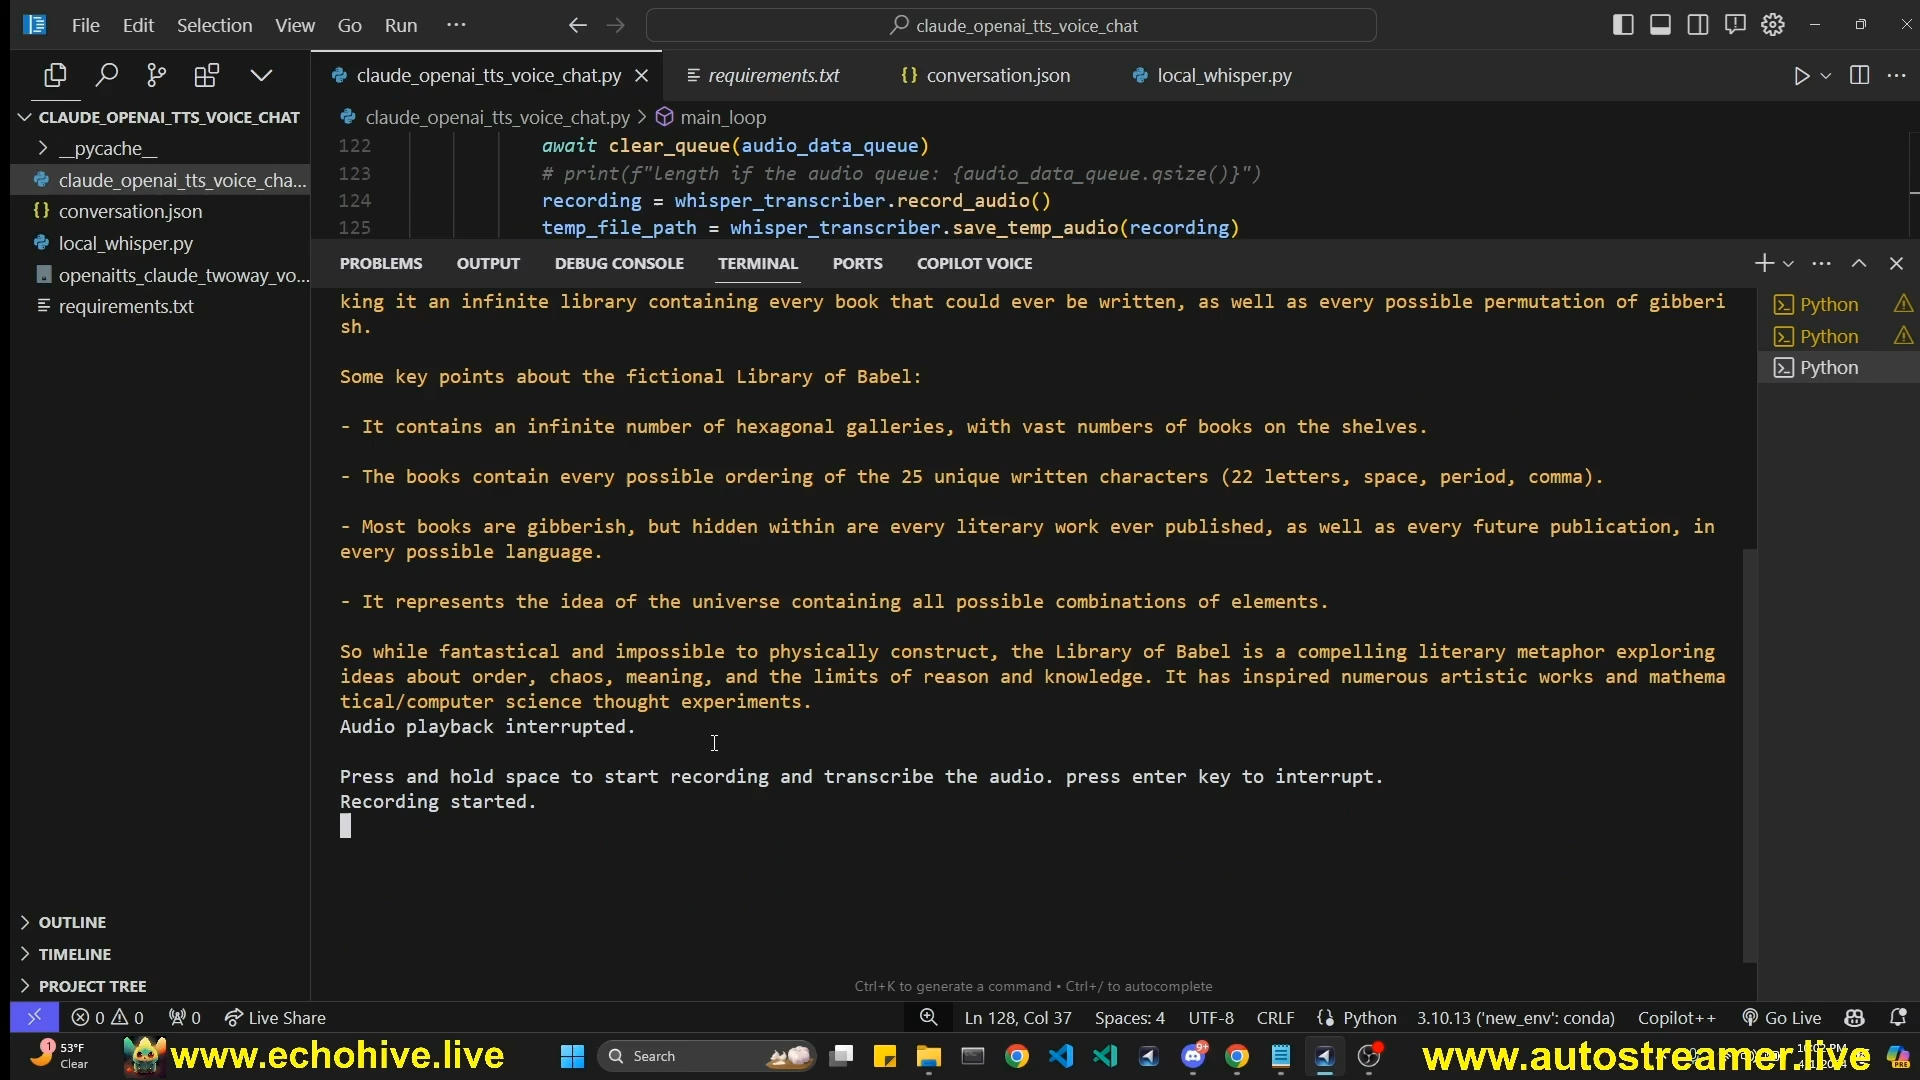 File Edit Selection View Go Run ···
claude_openai_tts_voice_chat
claude_openai_tts_voice_chat.py
requirements.txt
{} conversation.json
local_whisper.py
CLAUDE_OPENAI_TTS_VOICE_CHAT
__pycache__
claude_openai_tts_voice_cha...
{} conversation.json
local_whisper.py
openaitts_claude_twoway_vo...
requirements.txt
claude_openai_tts_voice_chat.py > main_loop
122 await clear_queue(audio_data_queue)
123 # print(f"length if the audio queue: {audio_data_queue.qsize()}")
124 recording = whisper_transcriber.record_audio()
125 temp_file_path = whisper_transcriber.save_temp_audio(recording)
PROBLEMS OUTPUT DEBUG CONSOLE TERMINAL PORTS COPILOT VOICE
king it an infinite library containing every book that could ever be written, as well as every possible permutation of gibberi
sh.
Some key points about the fictional Library of Babel:
- It contains an infinite number of hexagonal galleries, with vast numbers of books on the shelves.
- The books contain every possible ordering of the 25 unique written characters (22 letters, space, period, comma).
- Most books are gibberish, but hidden within are every literary work ever published, as well as every future publication, in
every possible language.
- It represents the idea of the universe containing all possible combinations of elements.
So while fantastical and impossible to physically construct, the Library of Babel is a compelling literary metaphor exploring
ideas about order, chaos, meaning, and the limits of reason and knowledge. It has inspired numerous artistic works and mathema
tical/computer science thought experiments.
Audio playback interrupted.
Press and hold space to start recording and transcribe the audio. press enter key to interrupt.
Recording started.
Python
Python
Python
Ctrl+K to generate a command • Ctrl+/ to autocomplete
OUTLINE
TIMELINE
PROJECT TREE
0 0 0 Live Share
Ln 128, Col 37 Spaces: 4 UTF-8 CRLF Python 3.10.13 ('new_env': conda) Copilot++ Go Live
1 53°F
Clear
www.echohive.live
Search
9+
www.autostreamer.live